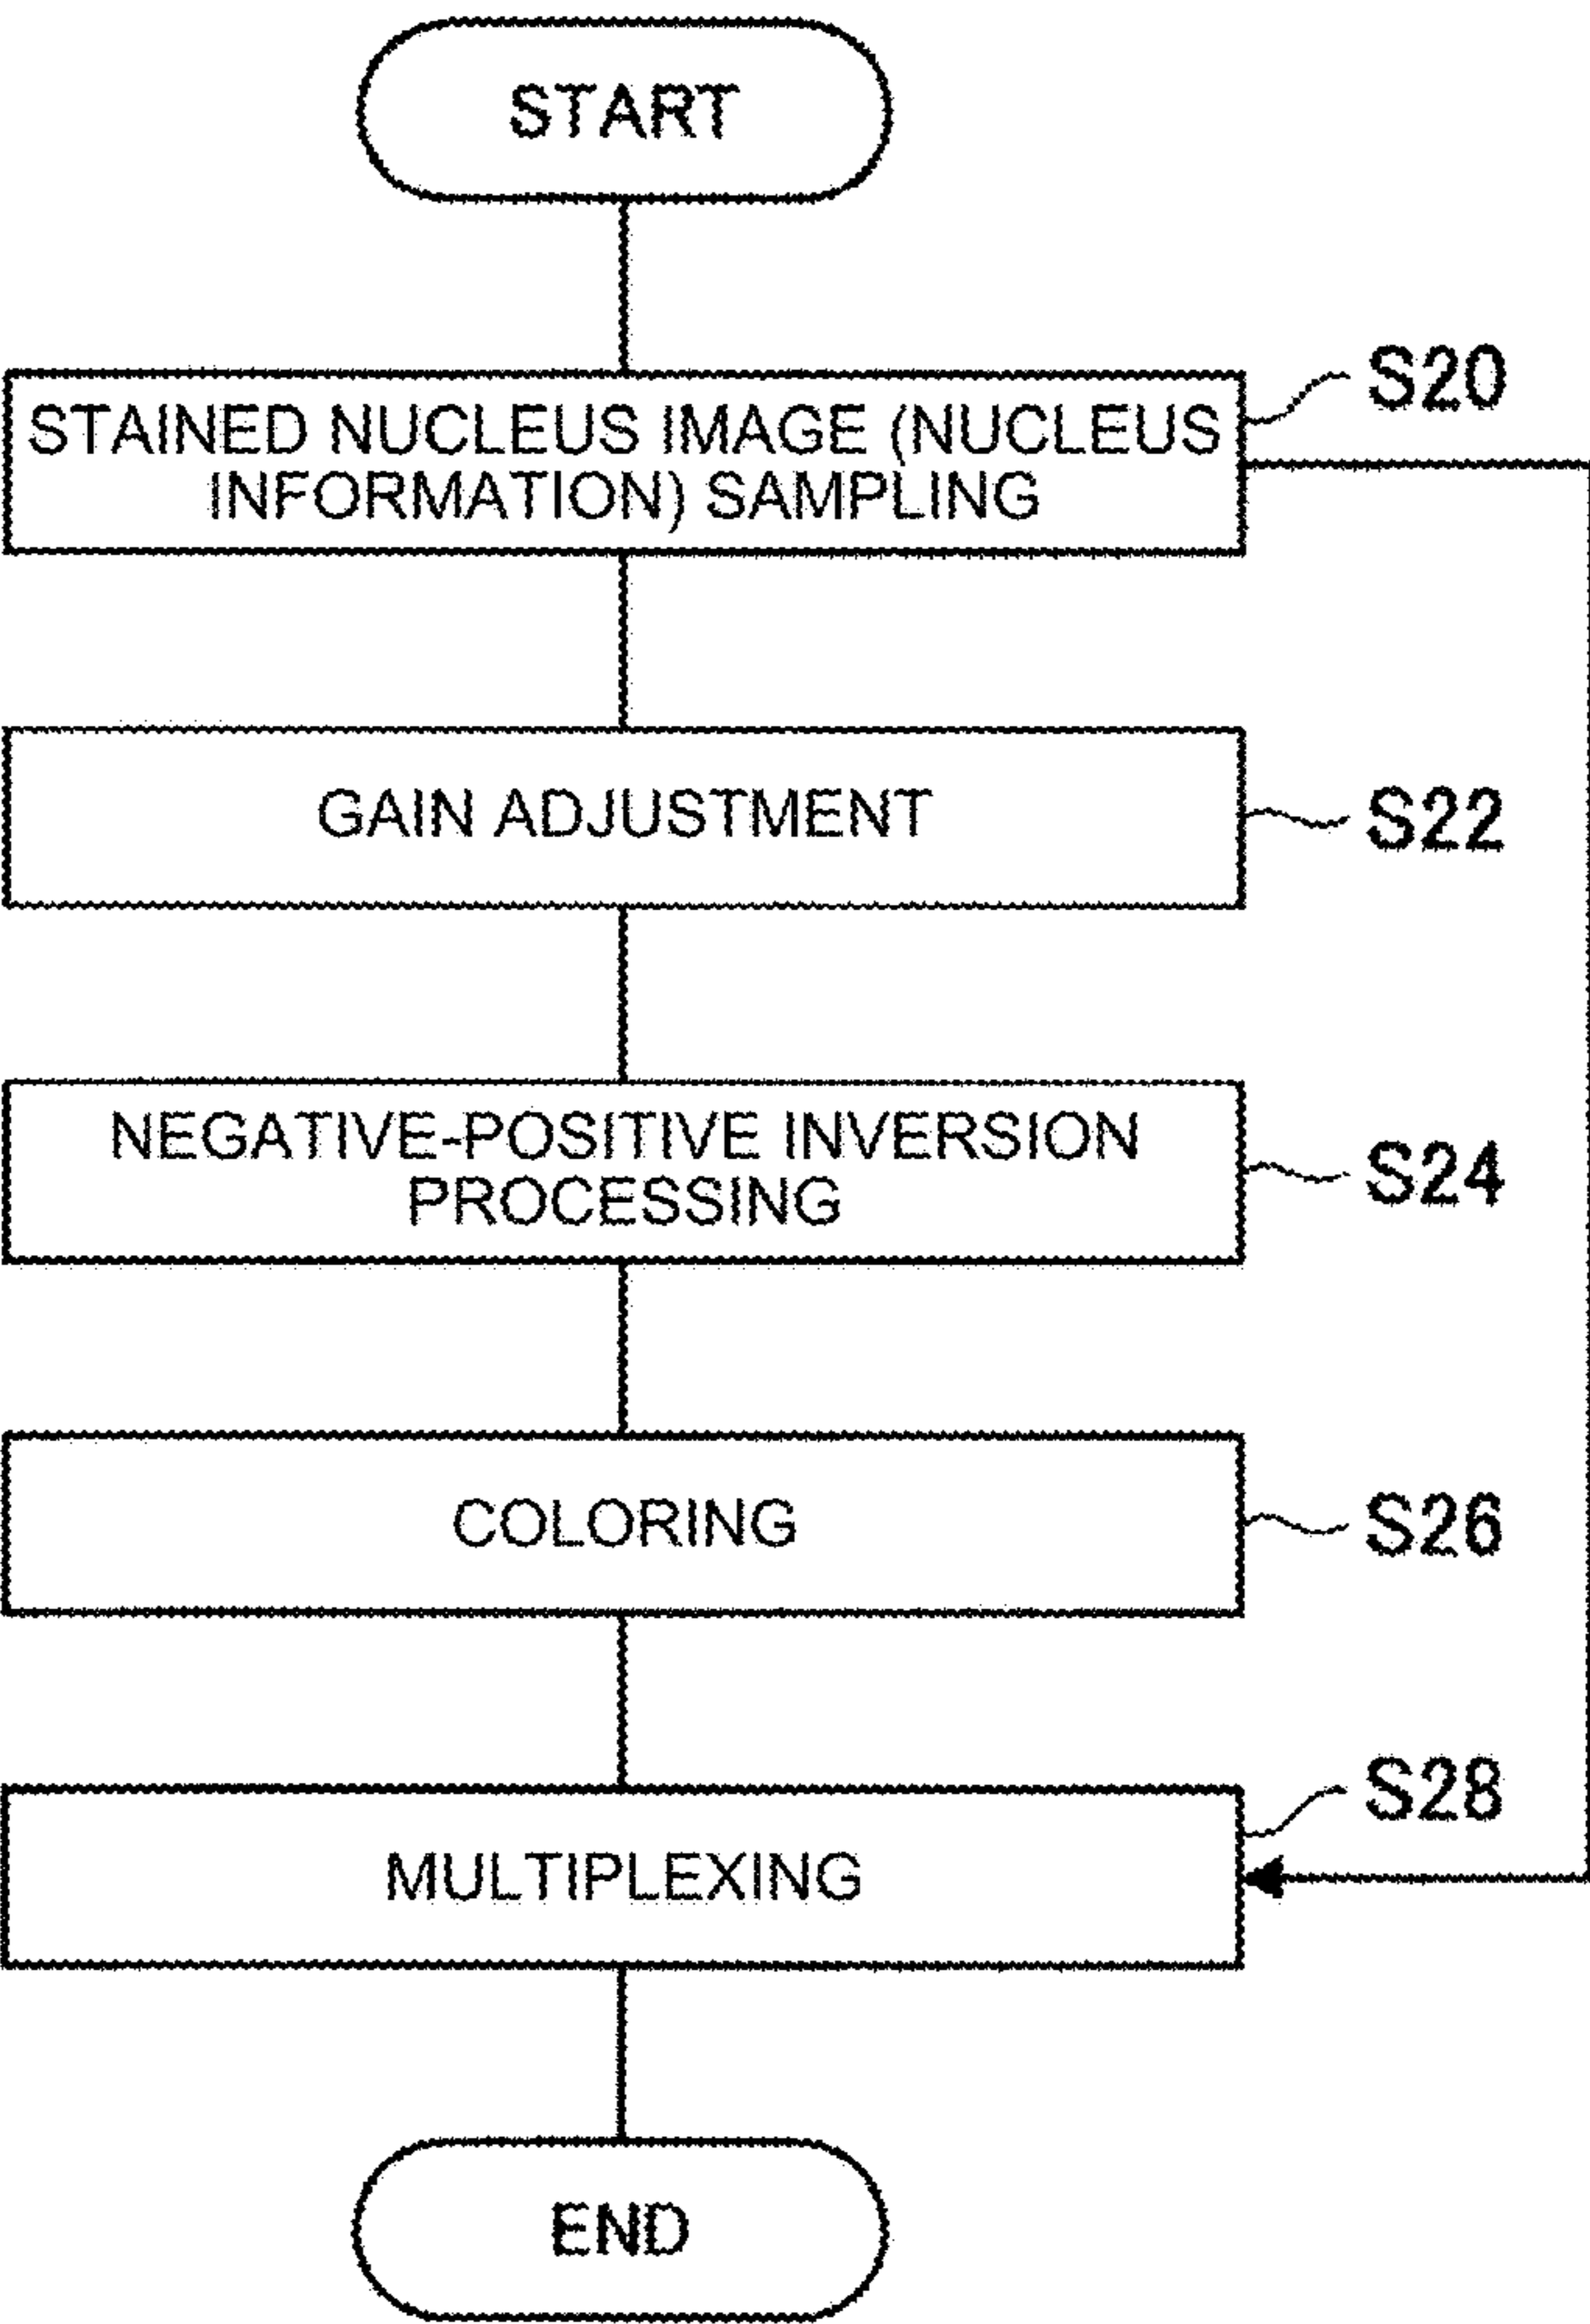 START
STAINED NUCLEUS IMAGE (NUCLEUS
INFORMATION) SAMPLING
S20
GAIN ADJUSTMENT
S22
NEGATIVE-POSITIVE INVERSION
PROCESSING
S24
COLORING
S26
MULTIPLEXING
S28
END